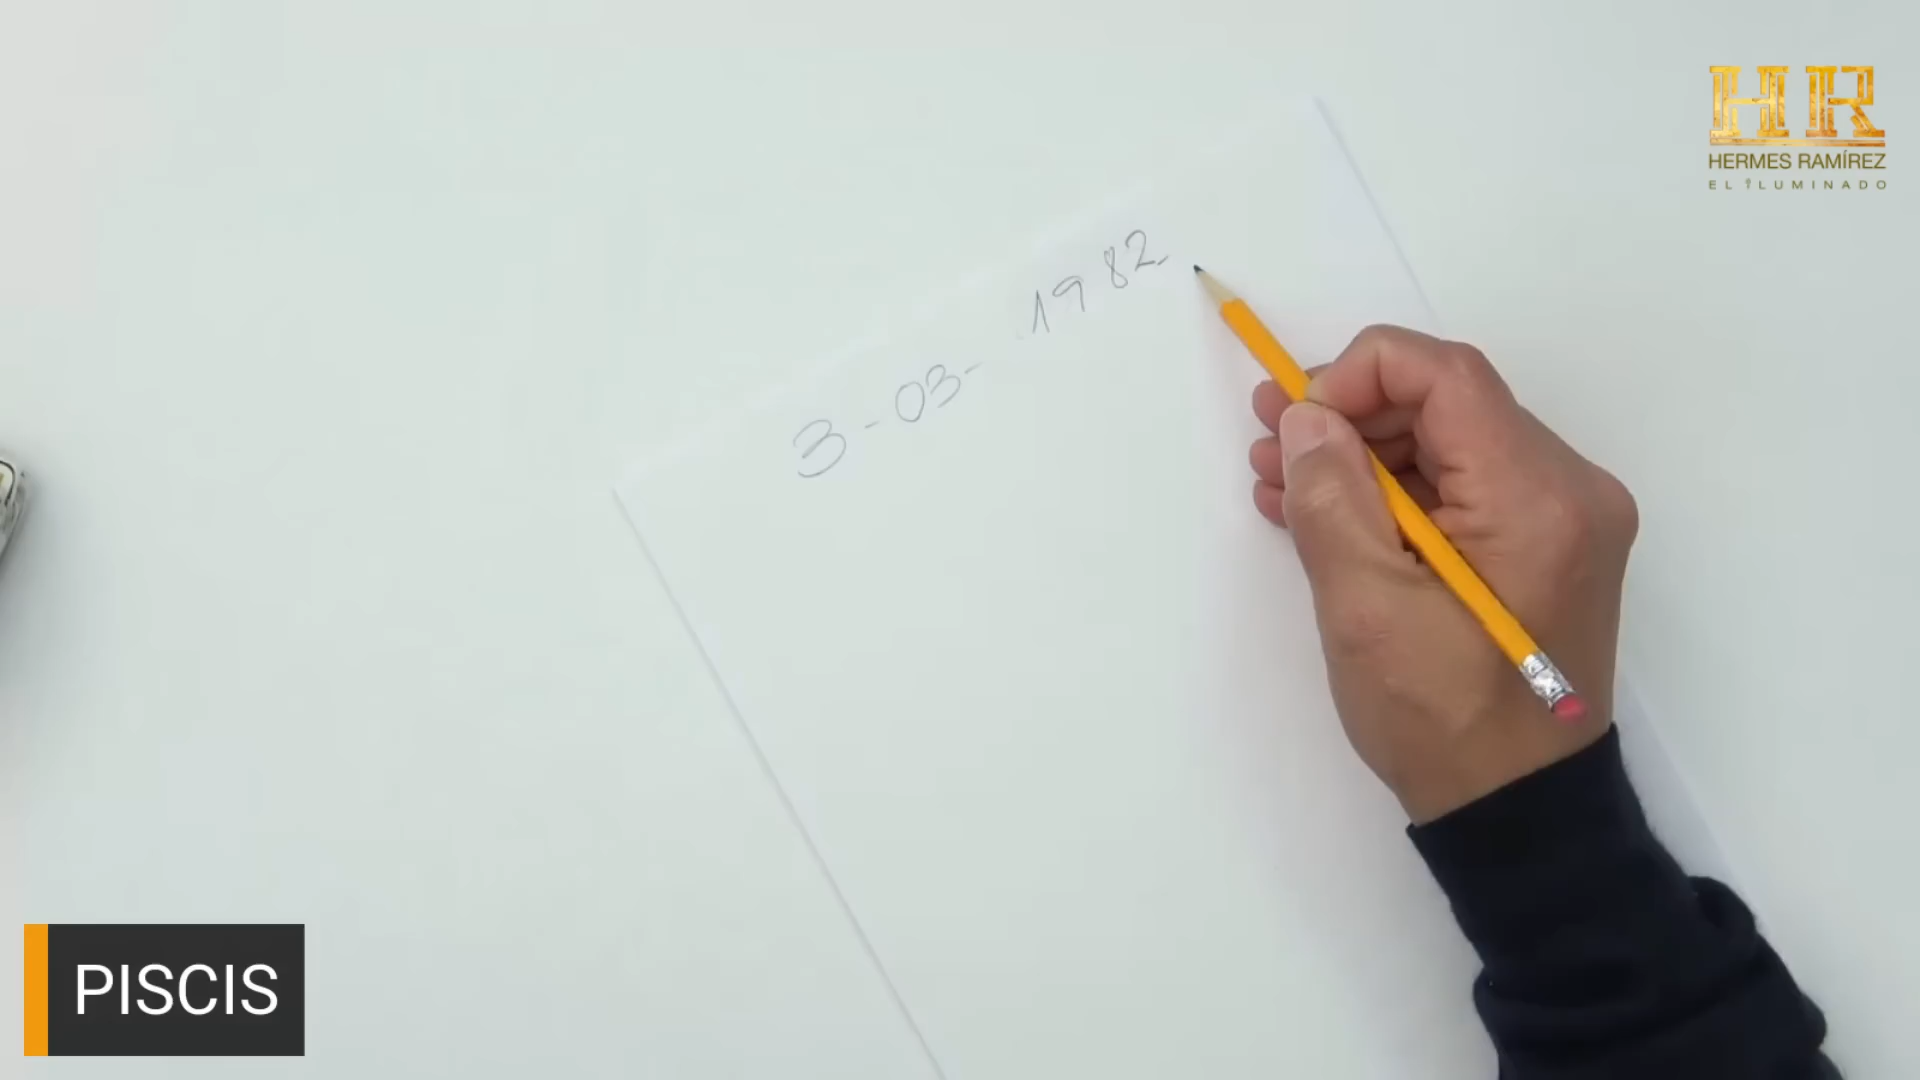 HR
HERMES RAMÍREZ
EL ILUMINADO
3-03-1982-
PISCIS